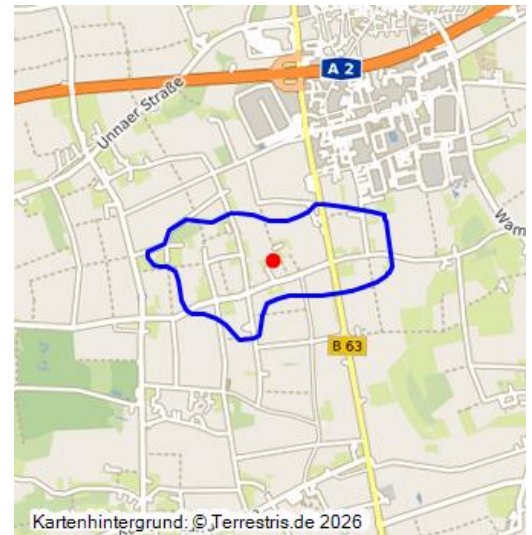 A 2
Unnaer Straße
Wam
B 63
Kartenhintergrund: © Terrestris.de 2026